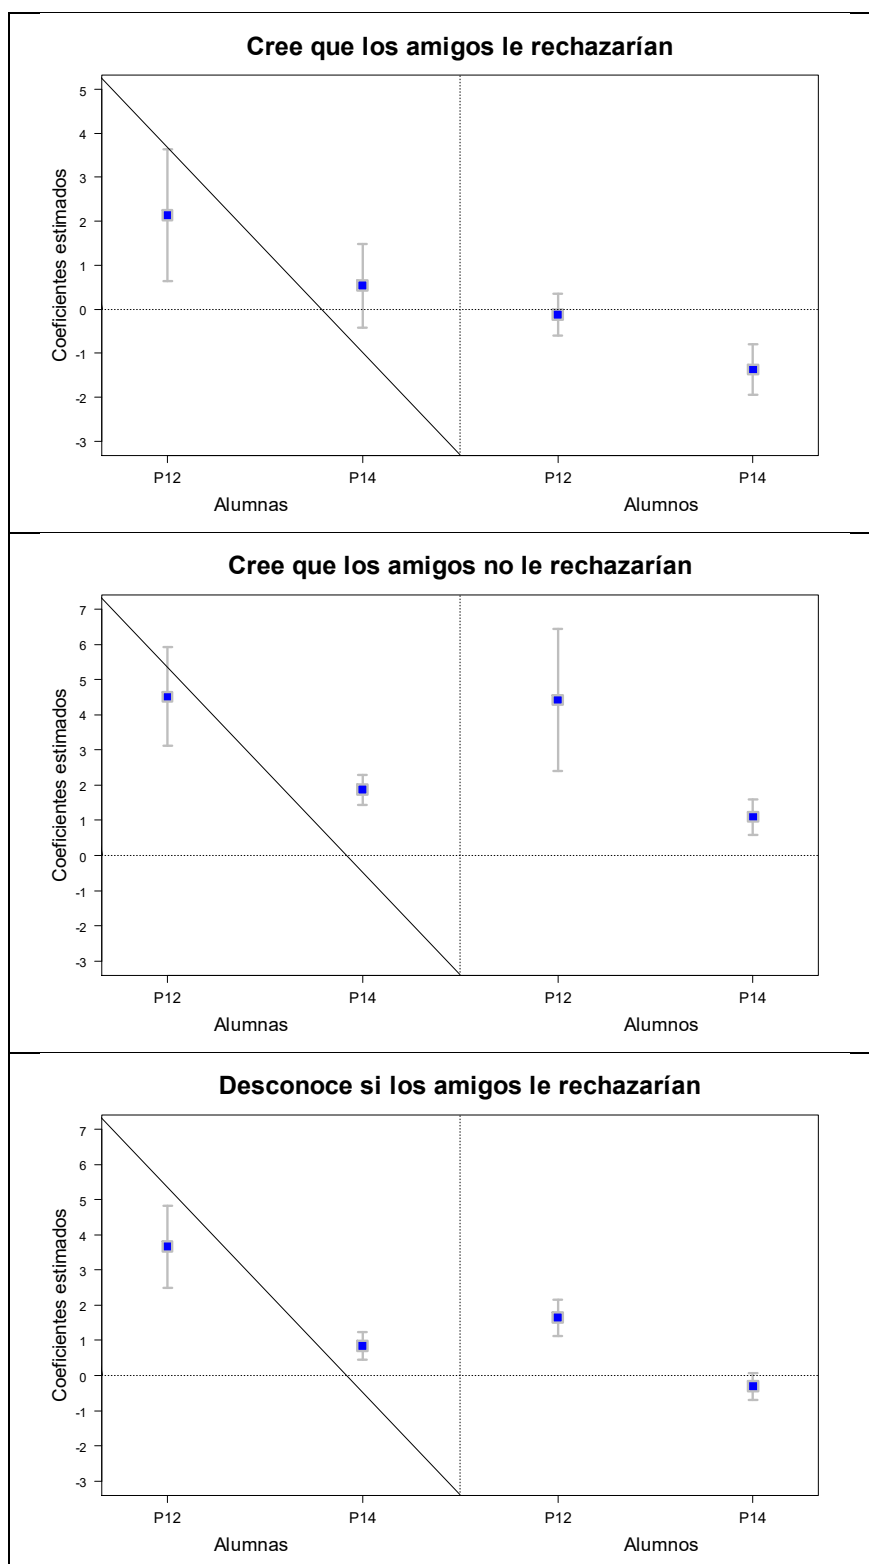 Cree que los amigos le rechazarían
Coeficientes estimados
5
4
3
2
1
0
-1
-2
-3
P12 P14 P12 P14
Alumnas Alumnos
Cree que los amigos no le rechazarían
Coeficientes estimados
7
6
5
4
3
2
1
0
-1
-2
-3
P12 P14 P12 P14
Alumnas Alumnos
Desconoce si los amigos le rechazarían
Coeficientes estimados
7
6
5
4
3
2
1
0
-1
-2
-3
P12 P14 P12 P14
Alumnas Alumnos